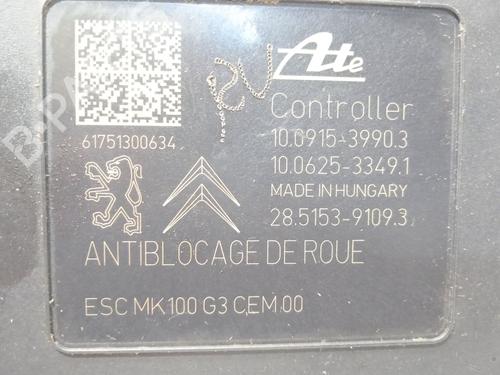 Ate
Controller
61751300634
10.0915-3990.3
10.0625-3349.1
MADE IN HUNGARY
28.5153-9109.3
ANTIBLOCAGE DE ROUE
ESC MK100 G3 CEM.00